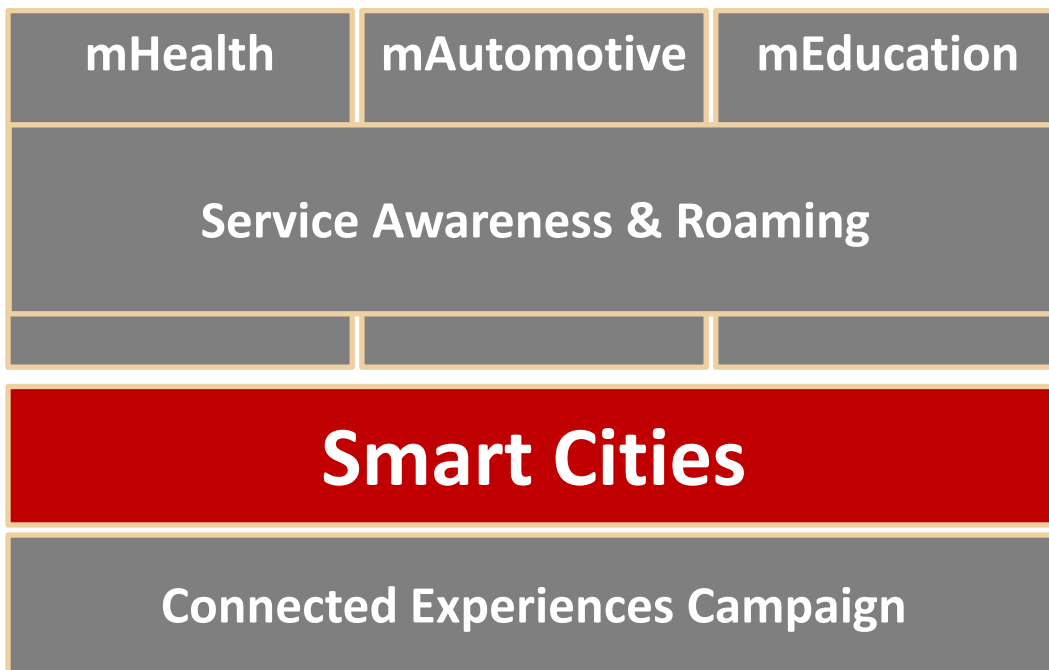 mHealth mAutomotive mEducation
Service Awareness & Roaming
Smart Cities
Connected Experiences Campaign